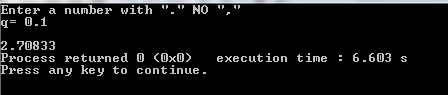 Enter a number with "." NO ","
q= 0.1
2.70833
Process returned 0 (0x0)   execution time : 6.603 s
Press any key to continue.